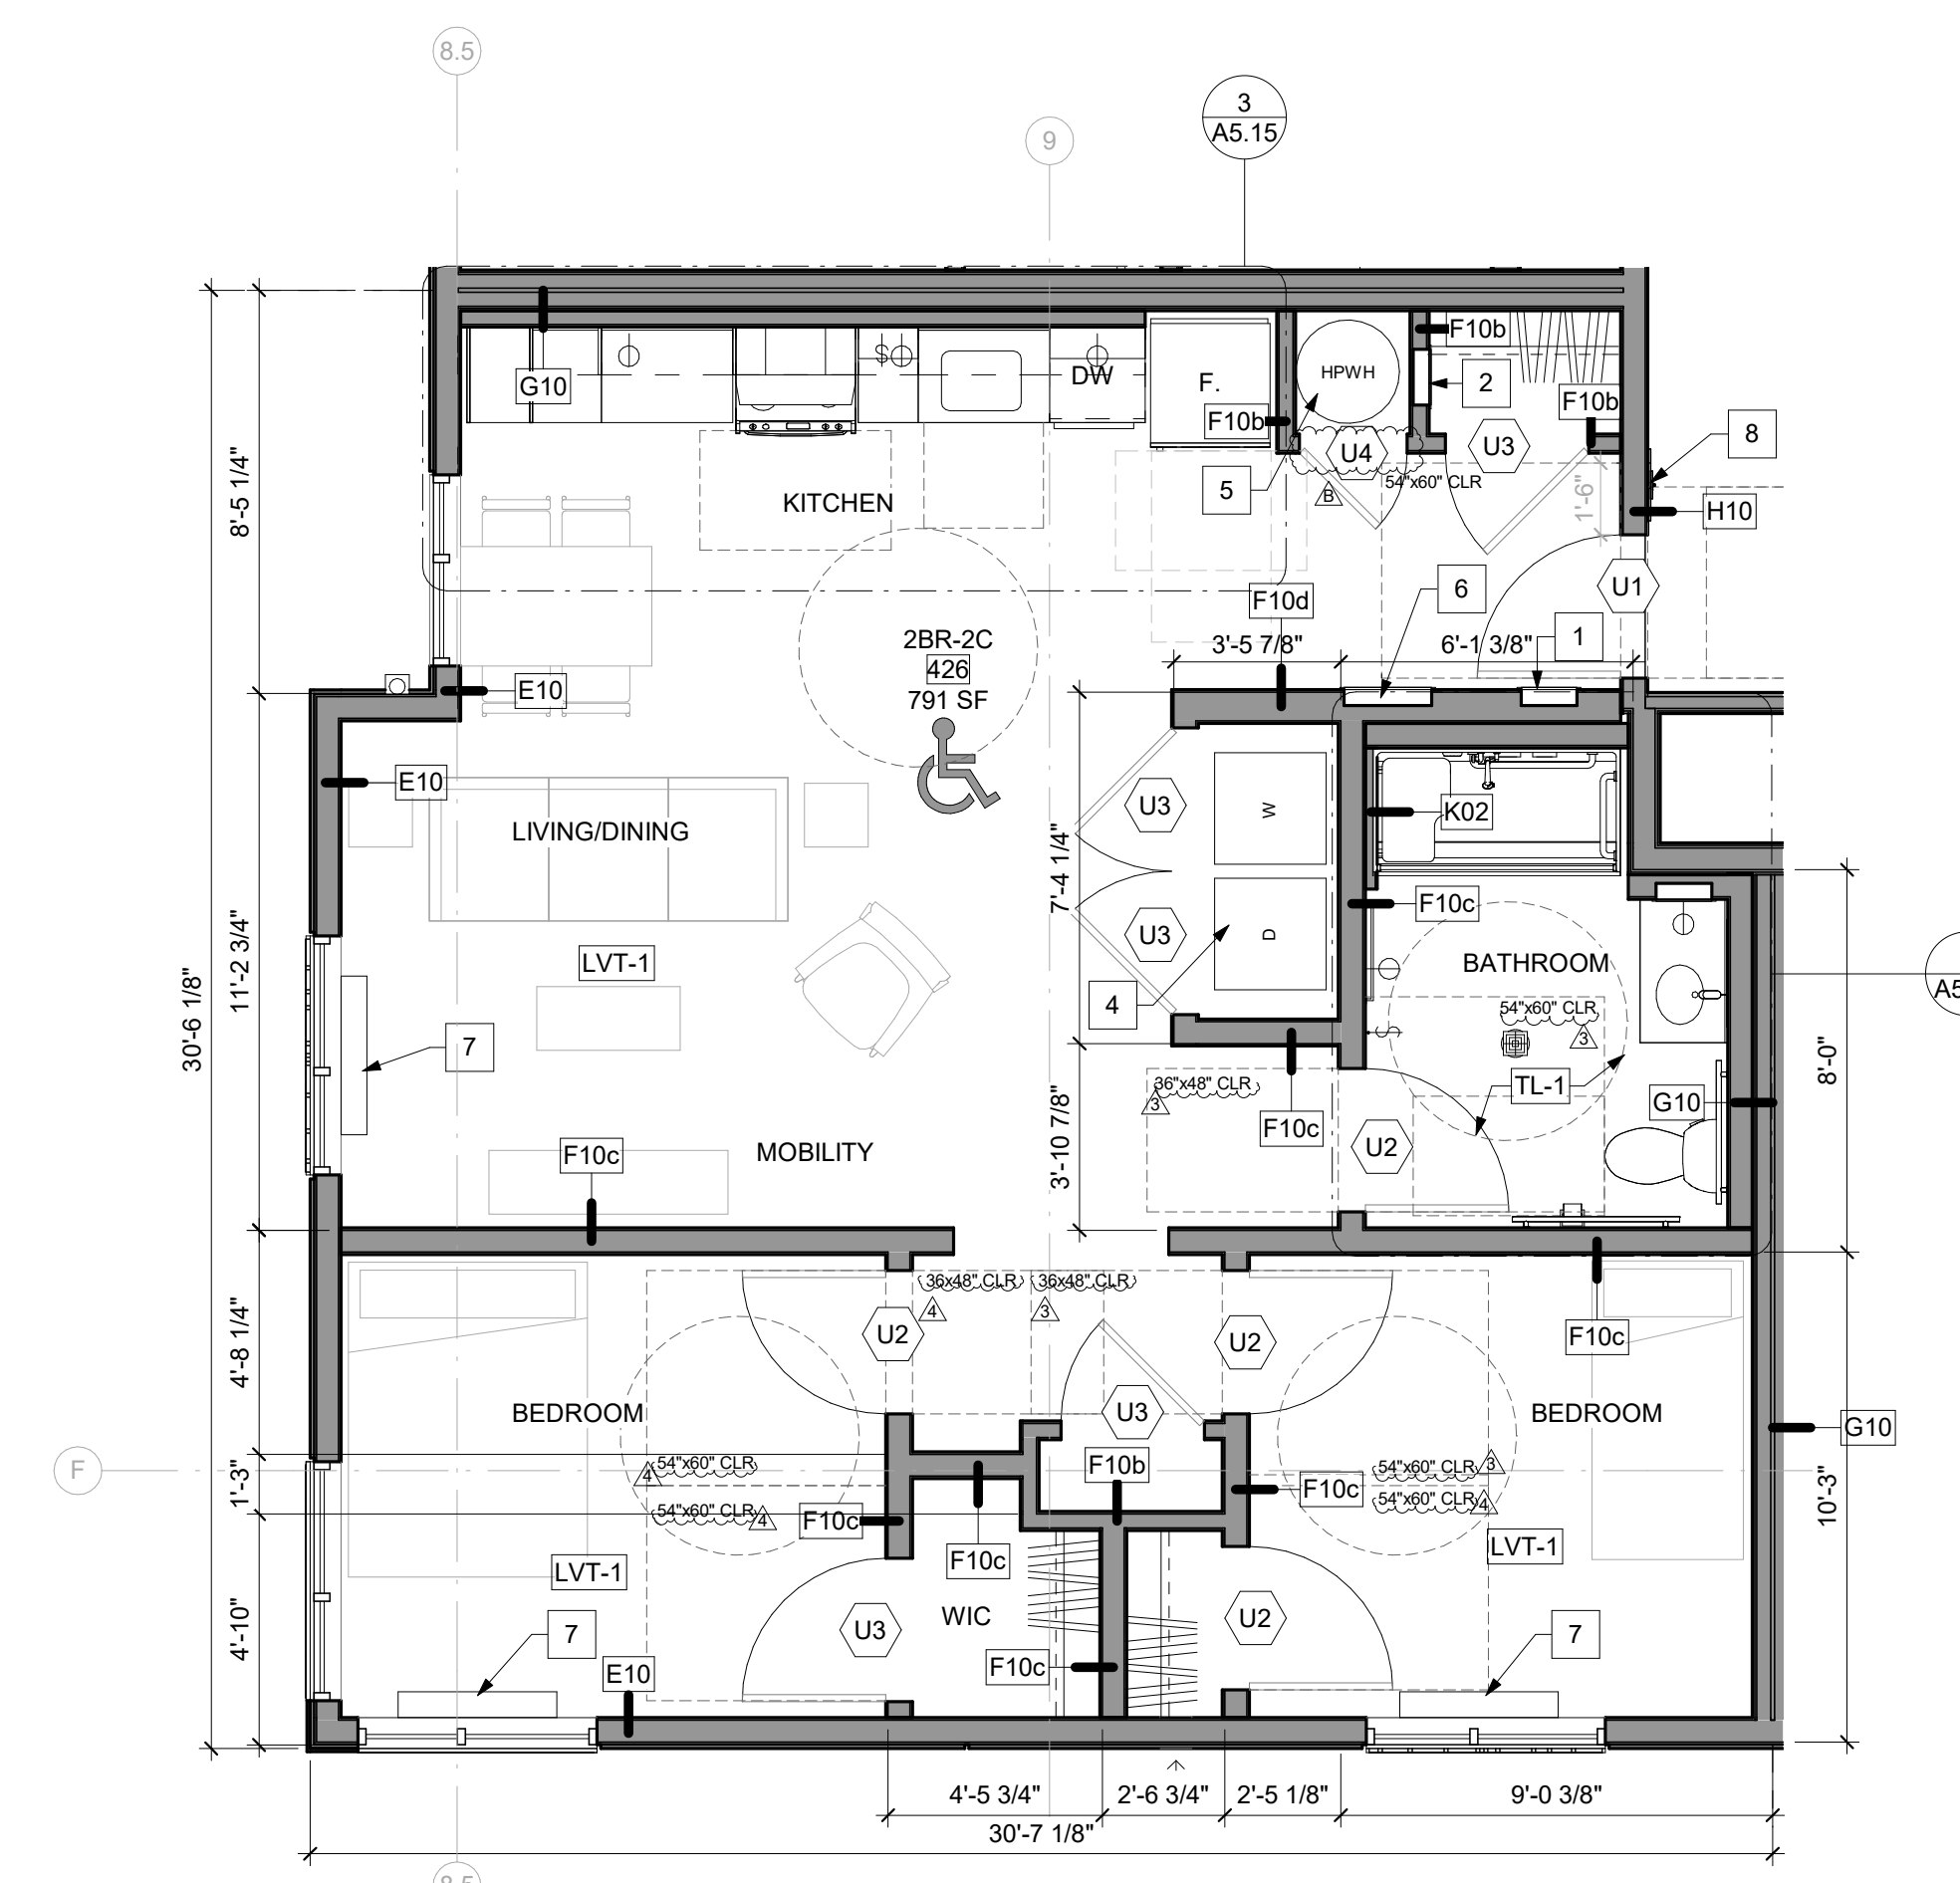 8.5
9
3
A5.15
G10
S
DW
F.
F10b
HPWH
F10b
2
F10b
8
U4
U3
5
54"x60" CLR
B
1'-6"
H10
KITCHEN
8'-5 1/4"
F10d
6
U1
1
3'-5 7/8"
6'-1 3/8"
2BR-2C
426
791 SF
E10
E10
LIVING/DINING
U3
W
K02
7'-4 1/4"
F10c
U3
D
BATHROOM
LVT-1
11'-2 3/4"
30'-6 1/8"
4
54"x60" CLR
3
A5
7
S
8'-0"
36"x48" CLR
3
TL-1
G10
F10c
3'-10 7/8"
U2
MOBILITY
F10c
36x48" CLR
4
36x48" CLR
3
U2
U2
F10c
4'-8 1/4"
BEDROOM
U3
BEDROOM
G10
F
54"x60" CLR
4
F10b
54"x60" CLR
3
1'-3"
54"x60" CLR
4
F10c
F10c
54"x60" CLR
4
10'-3"
LVT-1
F10c
LVT-1
WIC
U3
U2
7
7
4'-10"
E10
F10c
4'-5 3/4"
2'-6 3/4"
2'-5 1/8"
9'-0 3/8"
30'-7 1/8"
8.5